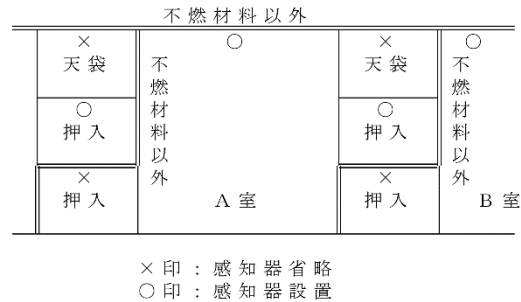 不燃材料以外
× ○ × ○
天袋 天袋
○ ○
押入 押入
× ×
押入 押入
不燃材料以外
不燃材料以外
A室 B室
×印：感知器省略
○印：感知器設置